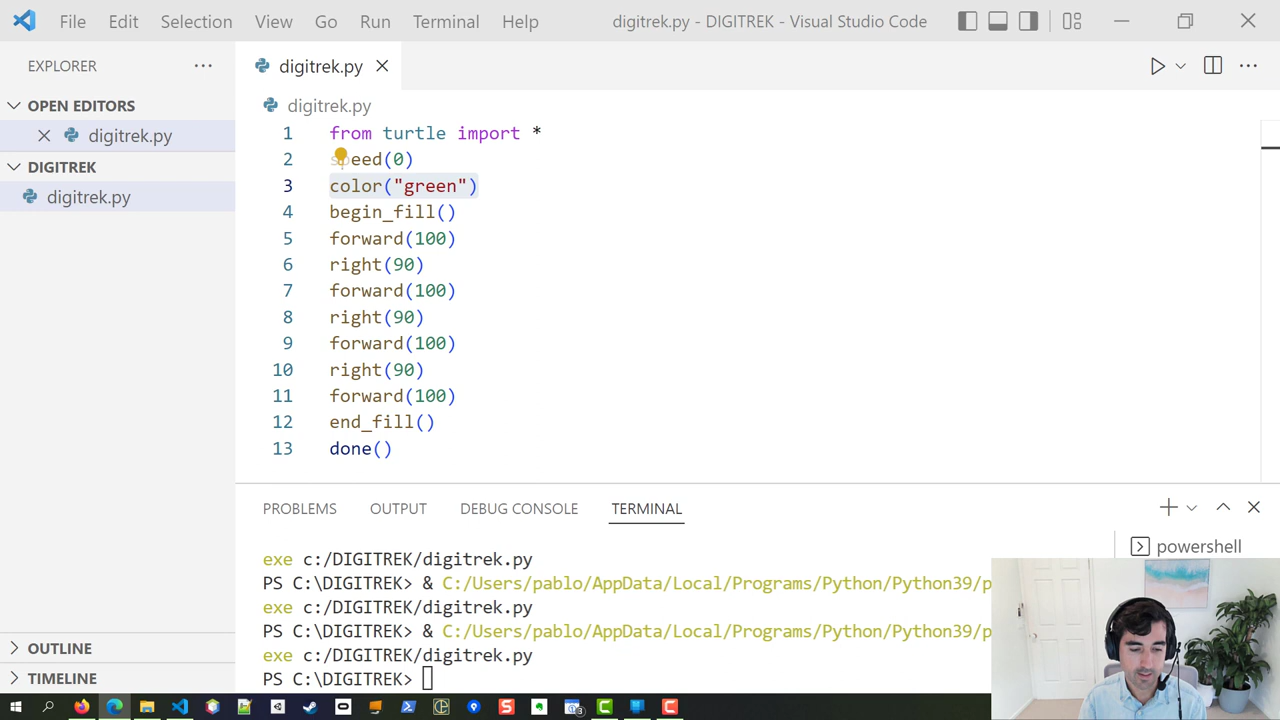 File Edit Selection View Go Run Terminal Help digitrek.py - DIGITREK - Visual Studio Code
EXPLORER ···
digitrek.py
OPEN EDITORS
digitrek.py
DIGITREK
digitrek.py
OUTLINE
TIMELINE
digitrek.py
1 from turtle import *
2 speed(0)
3 color("green")
4 begin_fill()
5 forward(100)
6 right(90)
7 forward(100)
8 right(90)
9 forward(100)
10 right(90)
11 forward(100)
12 end_fill()
13 done()
PROBLEMS OUTPUT DEBUG CONSOLE TERMINAL
exe c:/DIGITREK/digitrek.py
PS C:\DIGITREK> & C:/Users/pablo/AppData/Local/Programs/Python/Python39/p
exe c:/DIGITREK/digitrek.py
PS C:\DIGITREK> & C:/Users/pablo/AppData/Local/Programs/Python/Python39/p
exe c:/DIGITREK/digitrek.py
PS C:\DIGITREK>
powershell